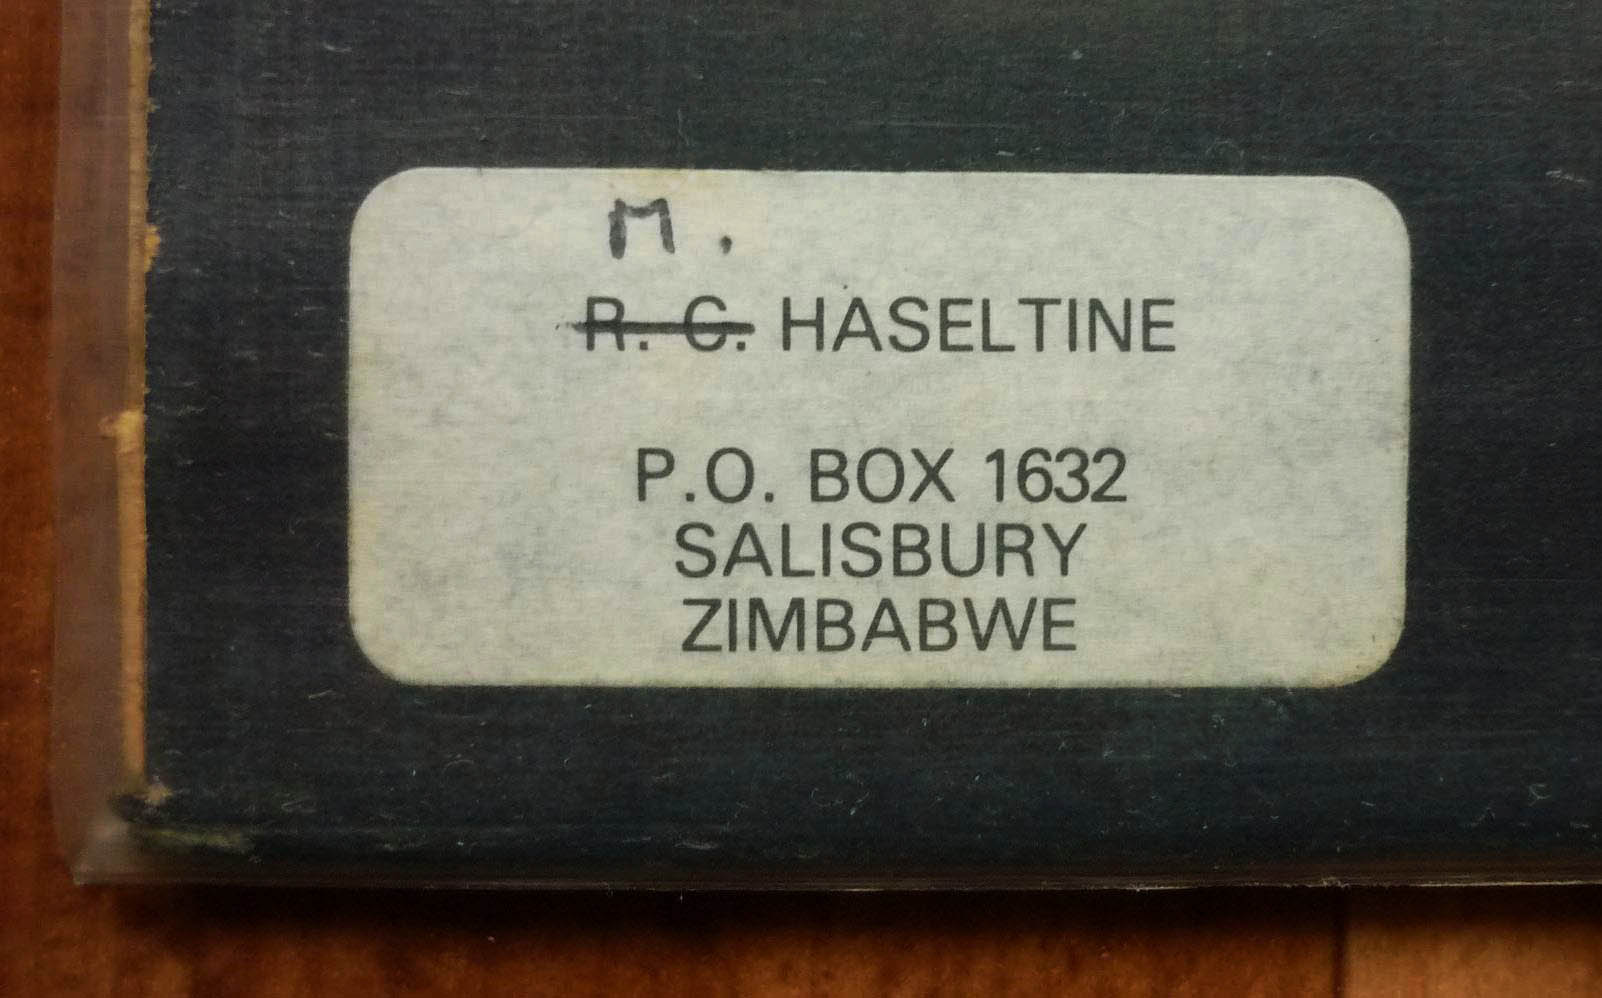 M.
R. C. HASELTINE
P.O. BOX 1632
SALISBURY
ZIMBABWE